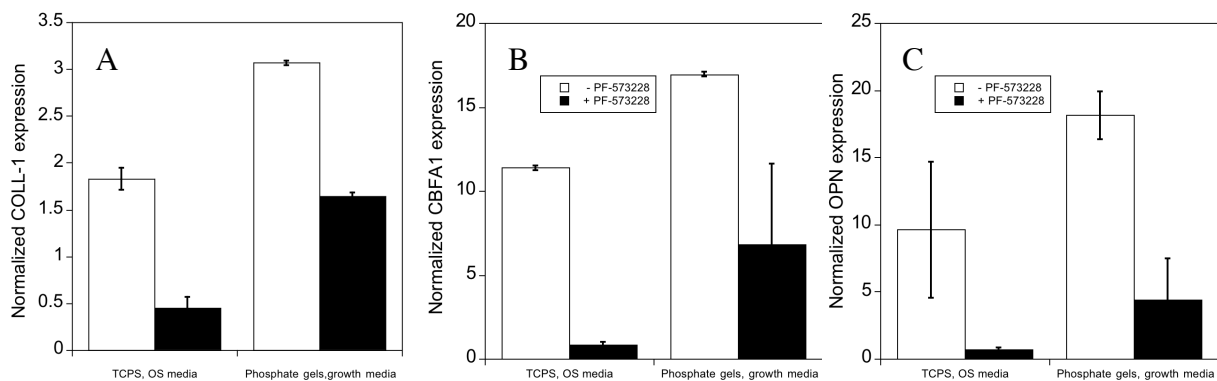 A
Normalized COLL-1 expression
3.5
3
2.5
2
1.5
1
0.5
0
TCPS, OS media
Phosphate gels,growth media
B
Normalized CBFA1 expression
20
15
10
5
0
- PF-573228
+ PF-573228
TCPS, OS media
Phosphate gels, growth media
C
Normalized OPN expression
25
20
15
10
5
0
- PF-573228
+ PF-573228
TCPS, OS media
Phosphate gels, growth media